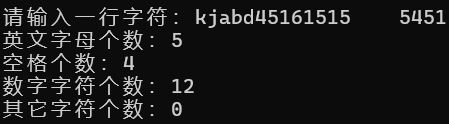 请输入一行字符: kjabd45161515    5451
英文字母个数: 5
空格个数: 4
数字字符个数: 12
其它字符个数: 0